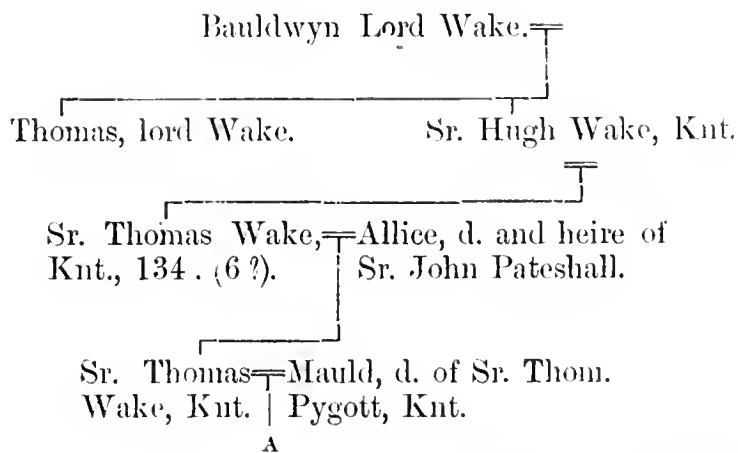 Bauldwyn Lord Wake.
Thomas, lord Wake. Sr. Hugh Wake, Knt.
Sr. Thomas Wake, Allice, d. and heire of
Knt., 134 . (6 ?). Sr. John Pateshall.
Sr. Thomas Mauld, d. of Sr. Thom.
Wake, Knt. Pygott, Knt.
A